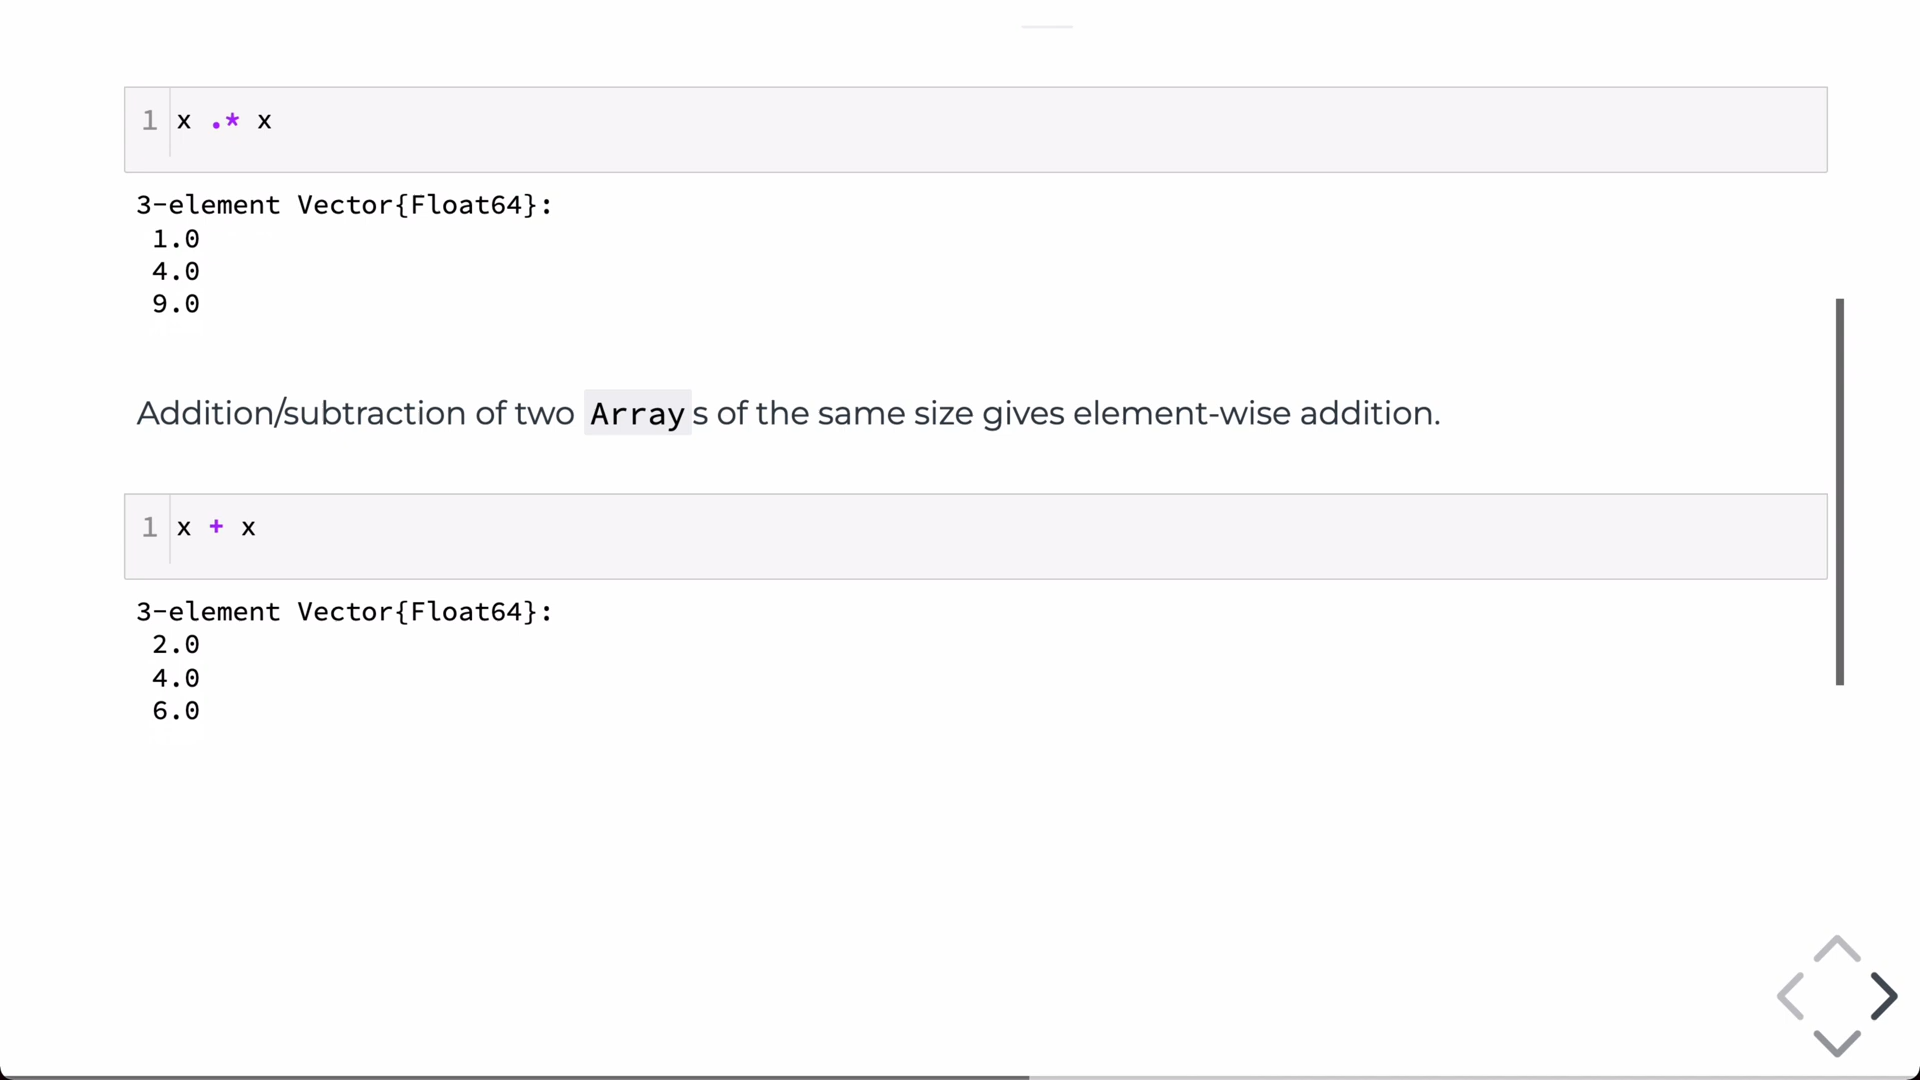 1 x .* x
3-element Vector{Float64}:
1.0
4.0
9.0
Addition/subtraction of two Arrays of the same size gives element-wise addition.
1 x + x
3-element Vector{Float64}:
2.0
4.0
6.0